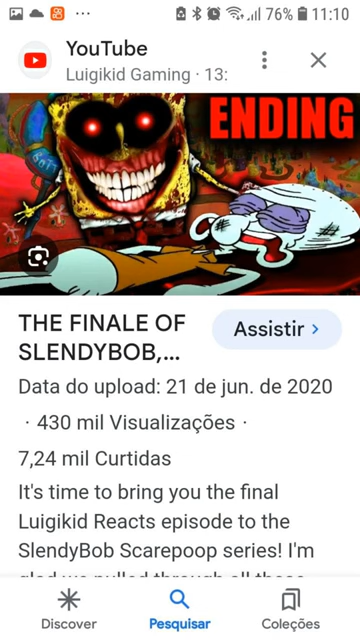 76% 11:10
YouTube
Luigikid Gaming · 13:
ENDING
THE FINALE OF
SLENDYBOB,...
Assistir
Data do upload: 21 de jun. de 2020
· 430 mil Visualizações ·
7,24 mil Curtidas
It's time to bring you the final
Luigikid Reacts episode to the
SlendyBob Scarepoop series! I'm
Discover
Pesquisar
Coleções